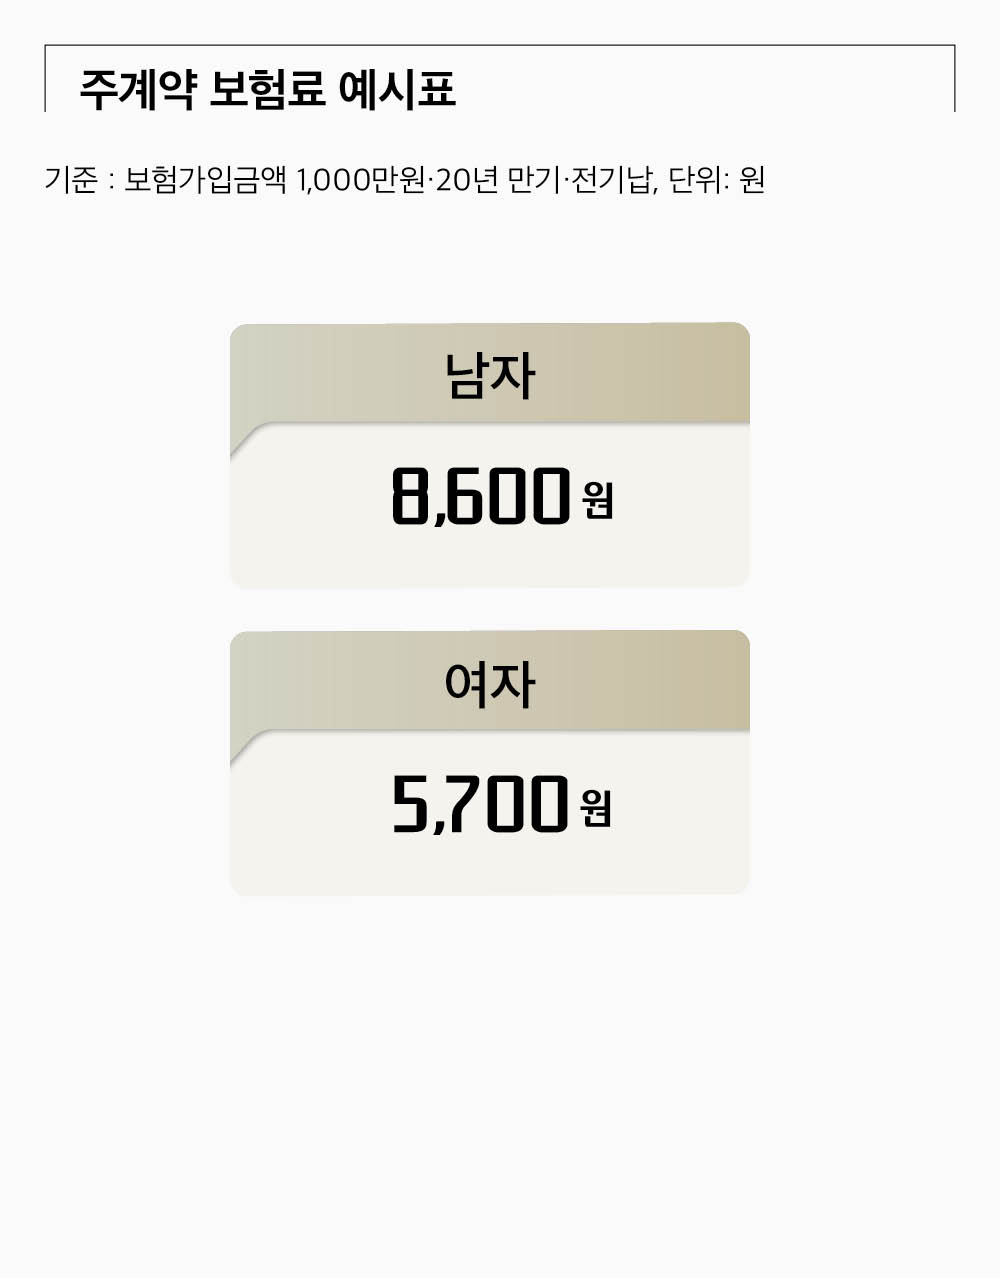 주계약 보험료 예시표
기준 : 보험가입금액 1,000만원·20년 만기·전기납, 단위: 원
남자
8,600 원
여자
5,700 원